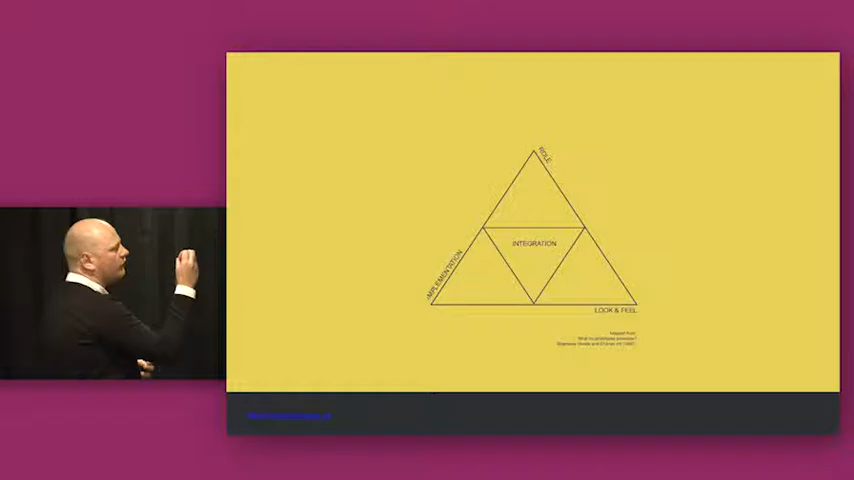 ROLE
INTEGRATION
IMPLEMENTATION
LOOK & FEEL
Adapted from:
What do prototypes prototype?